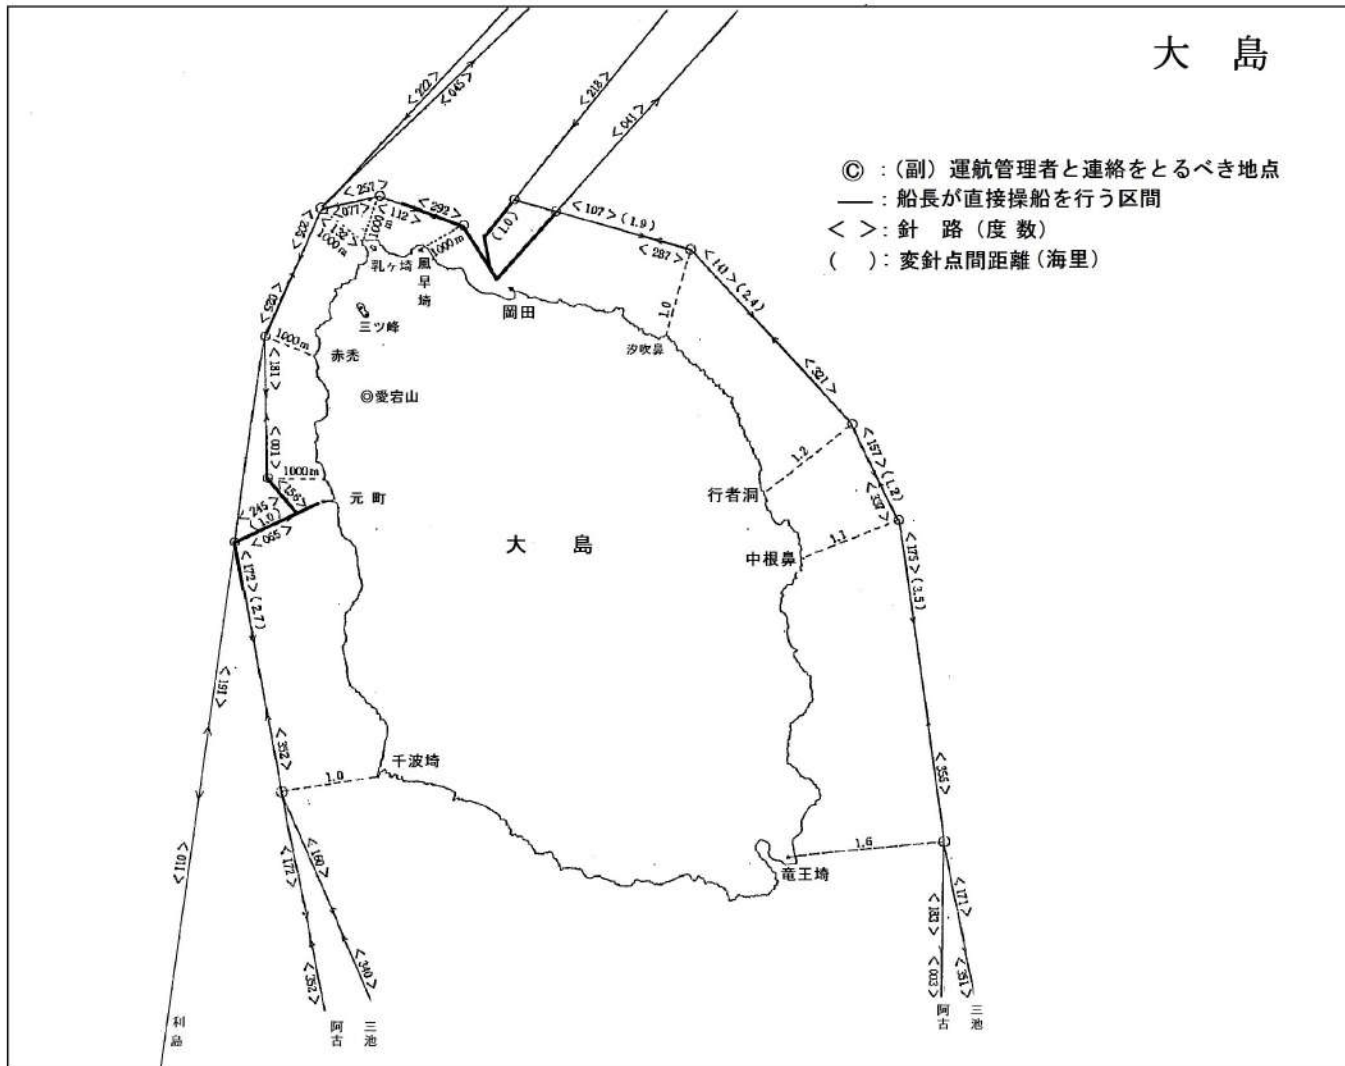 大 島
◎ : (副) 運航管理者と連絡をとるべき地点
── : 船長が直接操船を行う区間
< > : 針 路 (度 数)
( ) : 変針点間距離 (海里)
<222>
<045>
<218>
<041>
<257>
<077>
<112>
<292>
<132>
1000m
1000m
1000m
(1.0)
<107> (1.9)
<287>
<141> (2.4)
<321>
1.0
<205>
<025>
乳ヶ埼
風早埼
岡田
汐吹鼻
三ツ峰
1000m
赤禿
◎愛宕山
<181>
<001>
1000m
<156>
元 町
<245>
(1.0)
<065>
大 島
1.2
行者洞
<157> (1.2)
<337>
1.1
中根鼻
<175> (3.5)
<172> (2.7)
<191>
<352>
1.0
千波埼
<355>
1.6
竜王埼
<011>
<172>
<160>
<352>
<340>
<183>
<171>
<003>
<351>
利島
阿古
三池
阿古
三池